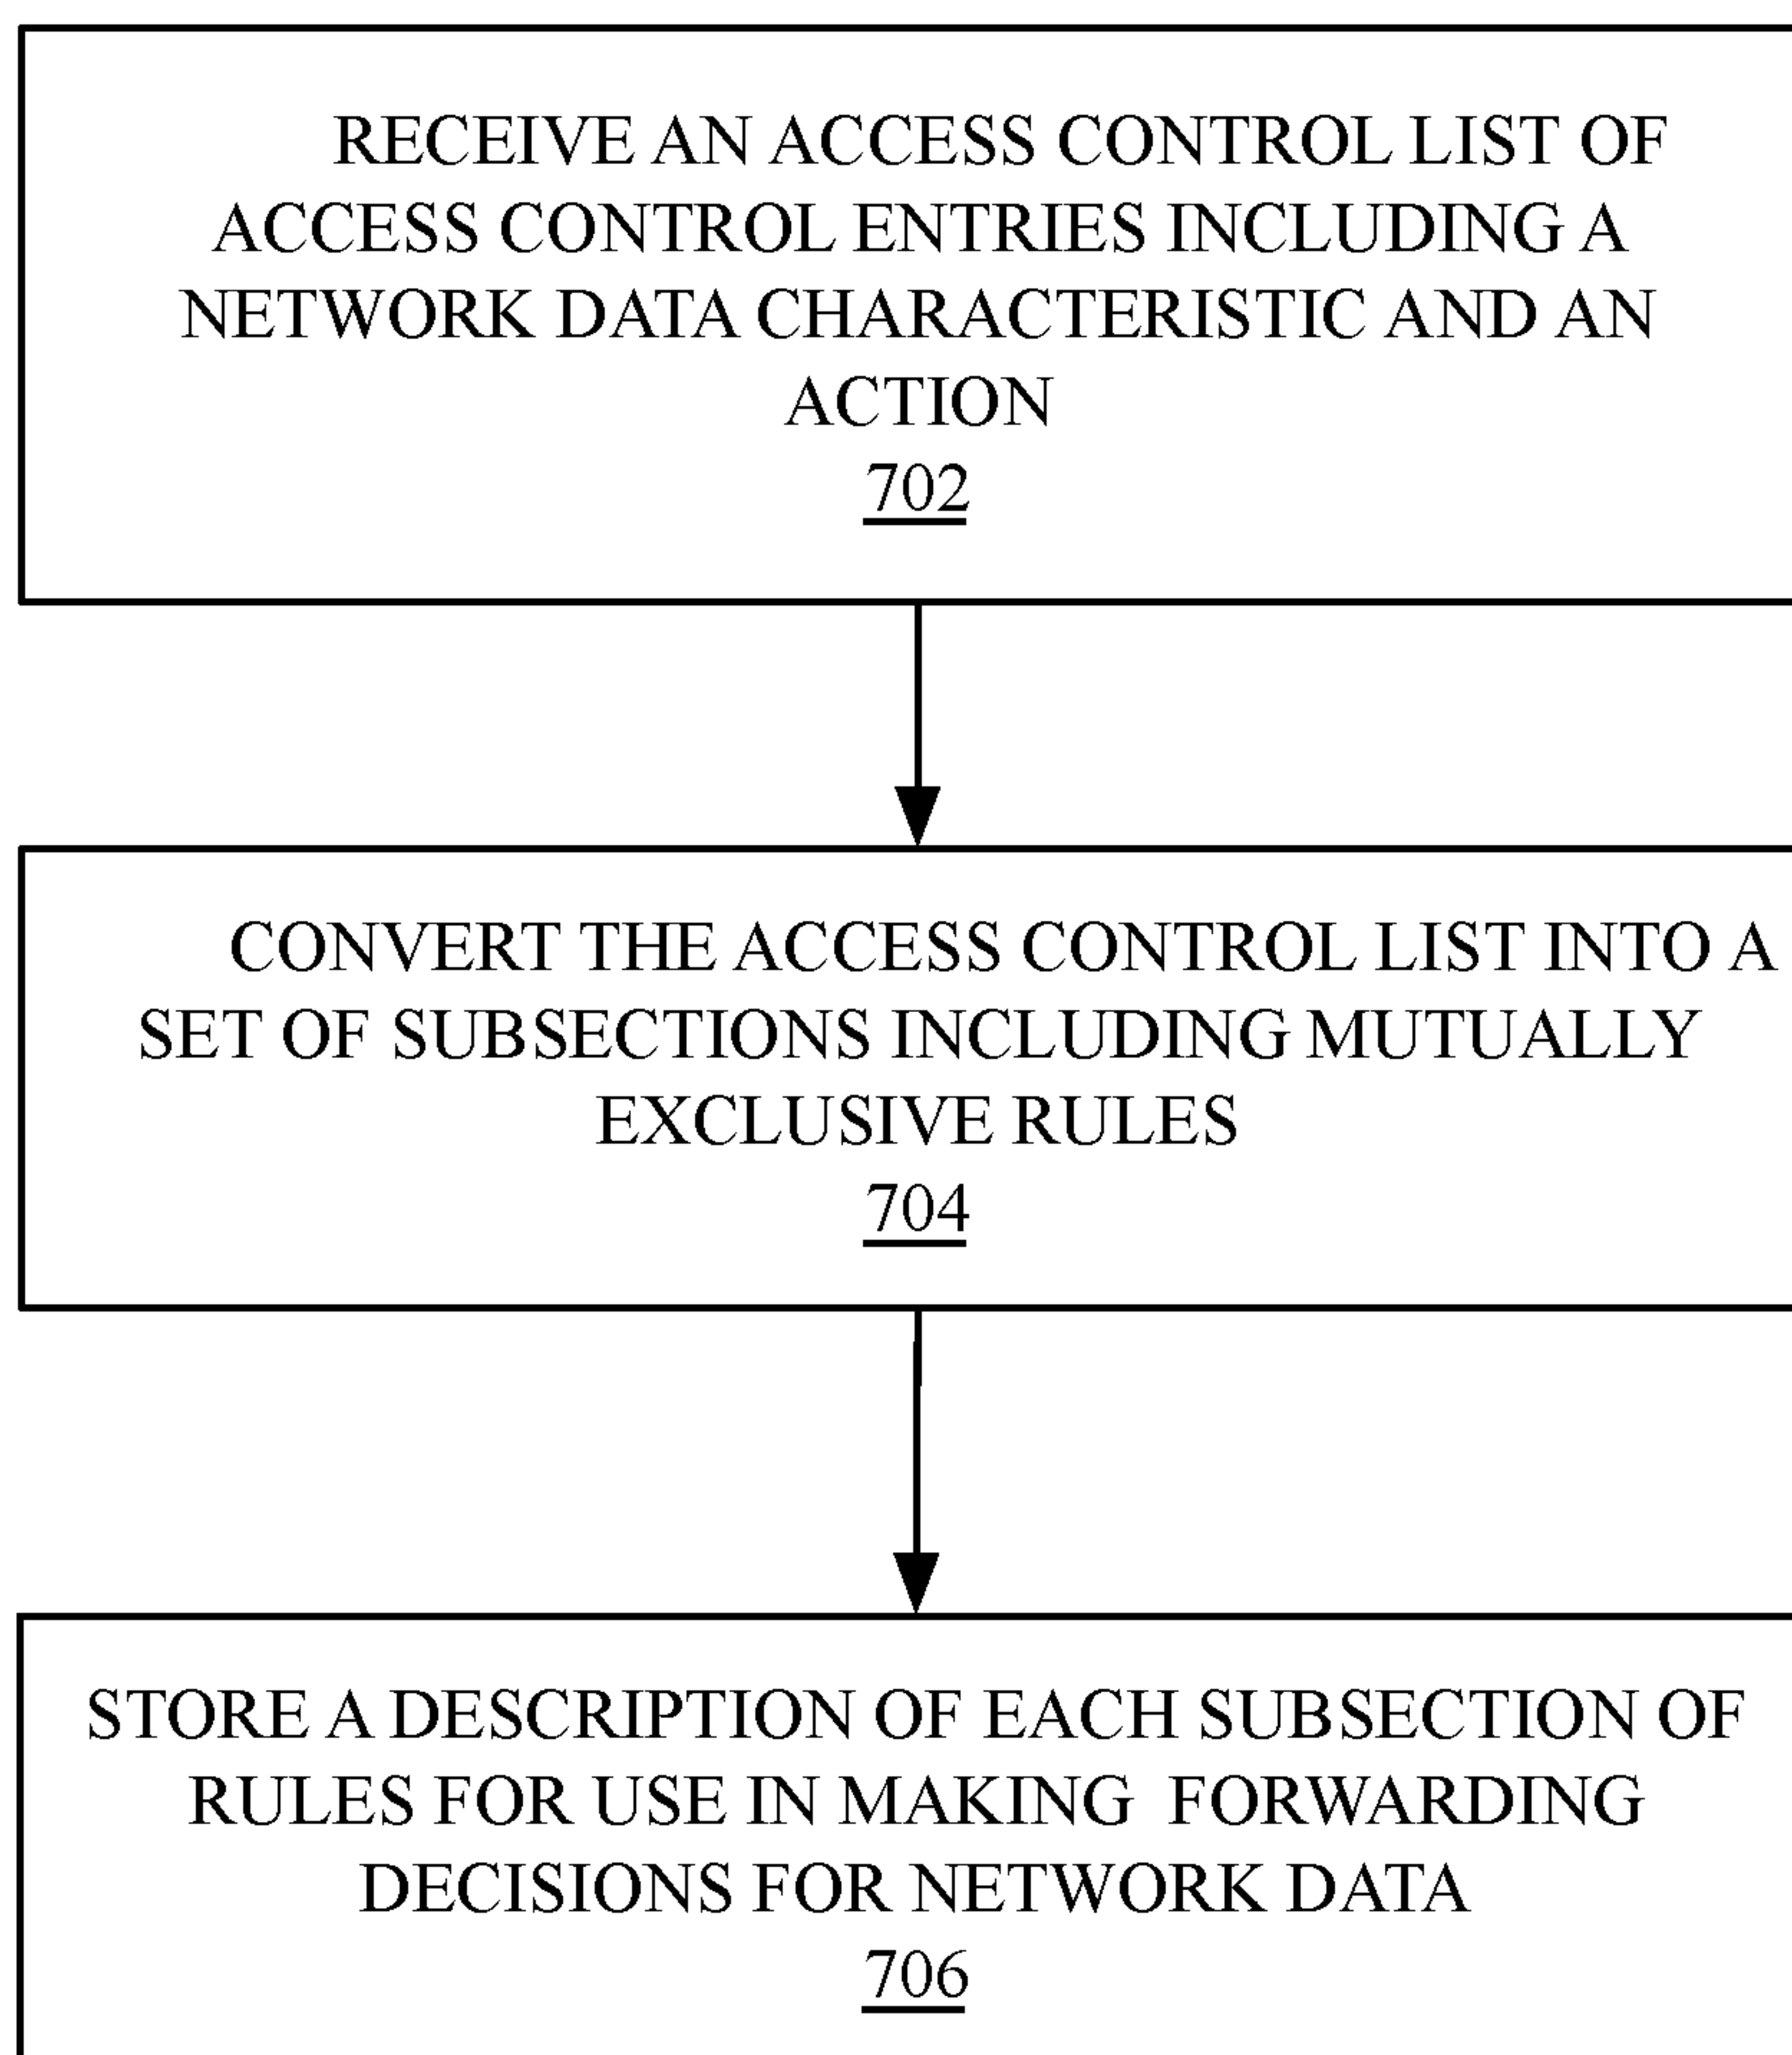 RECEIVE AN ACCESS CONTROL LIST OF
ACCESS CONTROL ENTRIES INCLUDING A
NETWORK DATA CHARACTERISTIC AND AN
ACTION
702
CONVERT THE ACCESS CONTROL LIST INTO A
SET OF SUBSECTIONS INCLUDING MUTUALLY
EXCLUSIVE RULES
704
STORE A DESCRIPTION OF EACH SUBSECTION OF
RULES FOR USE IN MAKING FORWARDING
DECISIONS FOR NETWORK DATA
706